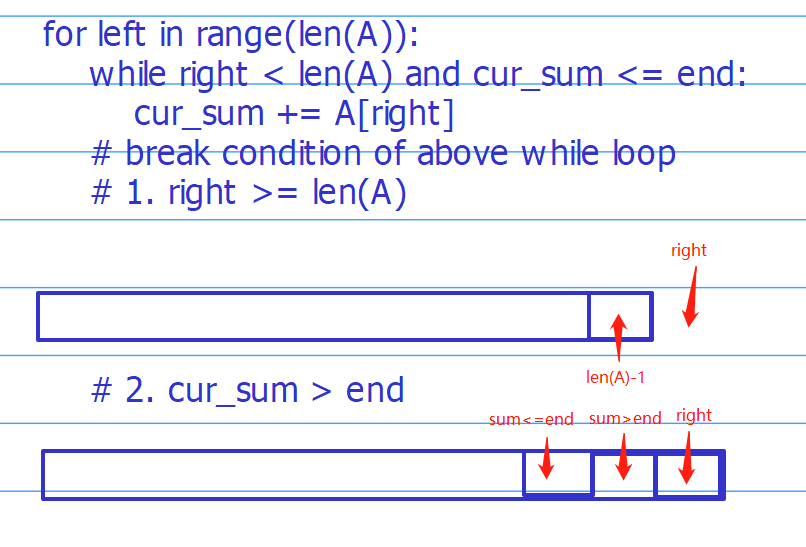 for left in range(len(A)):
while right < len(A) and cur_sum <= end:
cur_sum += A[right]
# break condition of above while loop
# 1. right >= len(A)
right
len(A)-1
# 2. cur_sum > end
sum<=end sum>end right